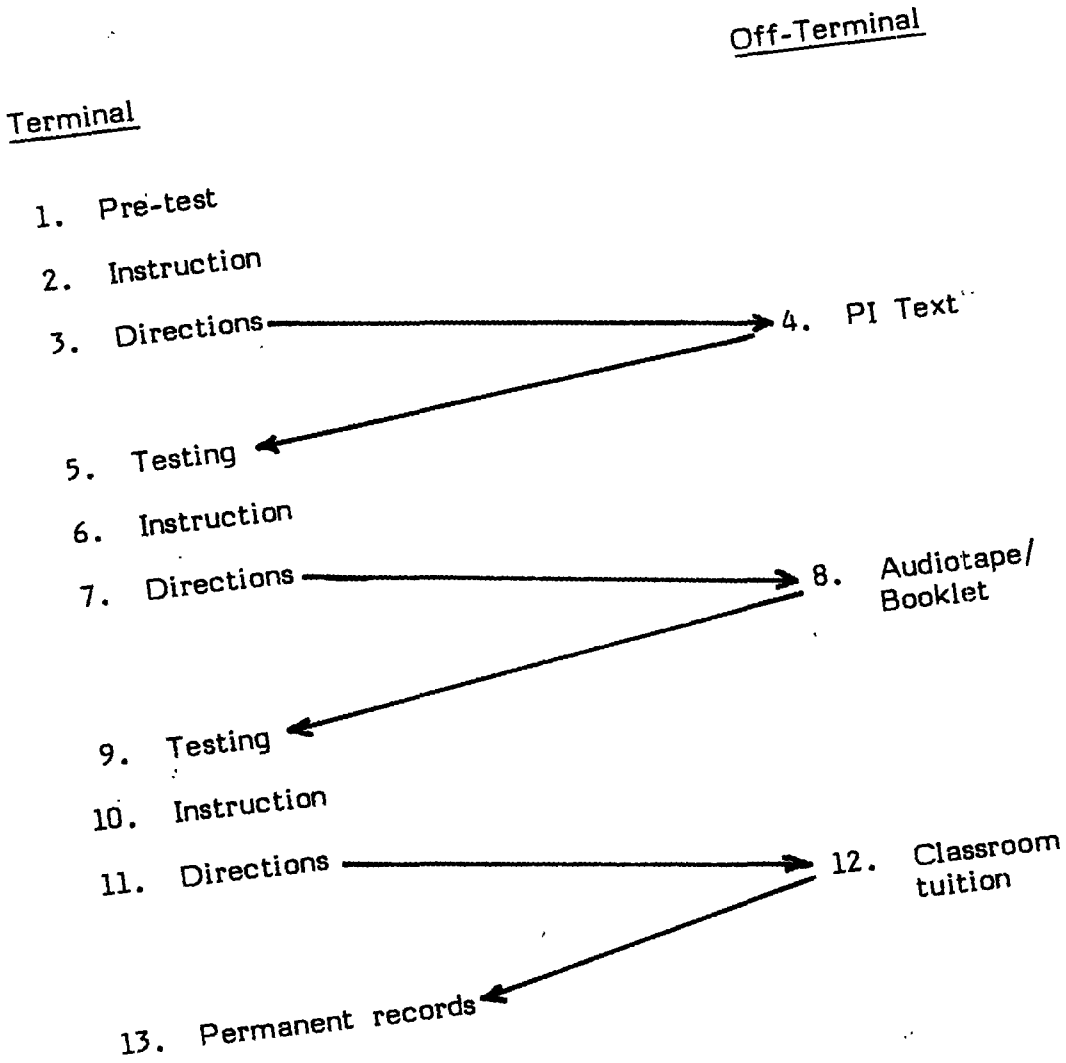 Off-Terminal
Terminal
1. Pre-test
2. Instruction
3. Directions
4. PI Text
5. Testing
6. Instruction
7. Directions
8. Audiotape/
Booklet
9. Testing
10. Instruction
11. Directions
12. Classroom
tuition
13. Permanent records